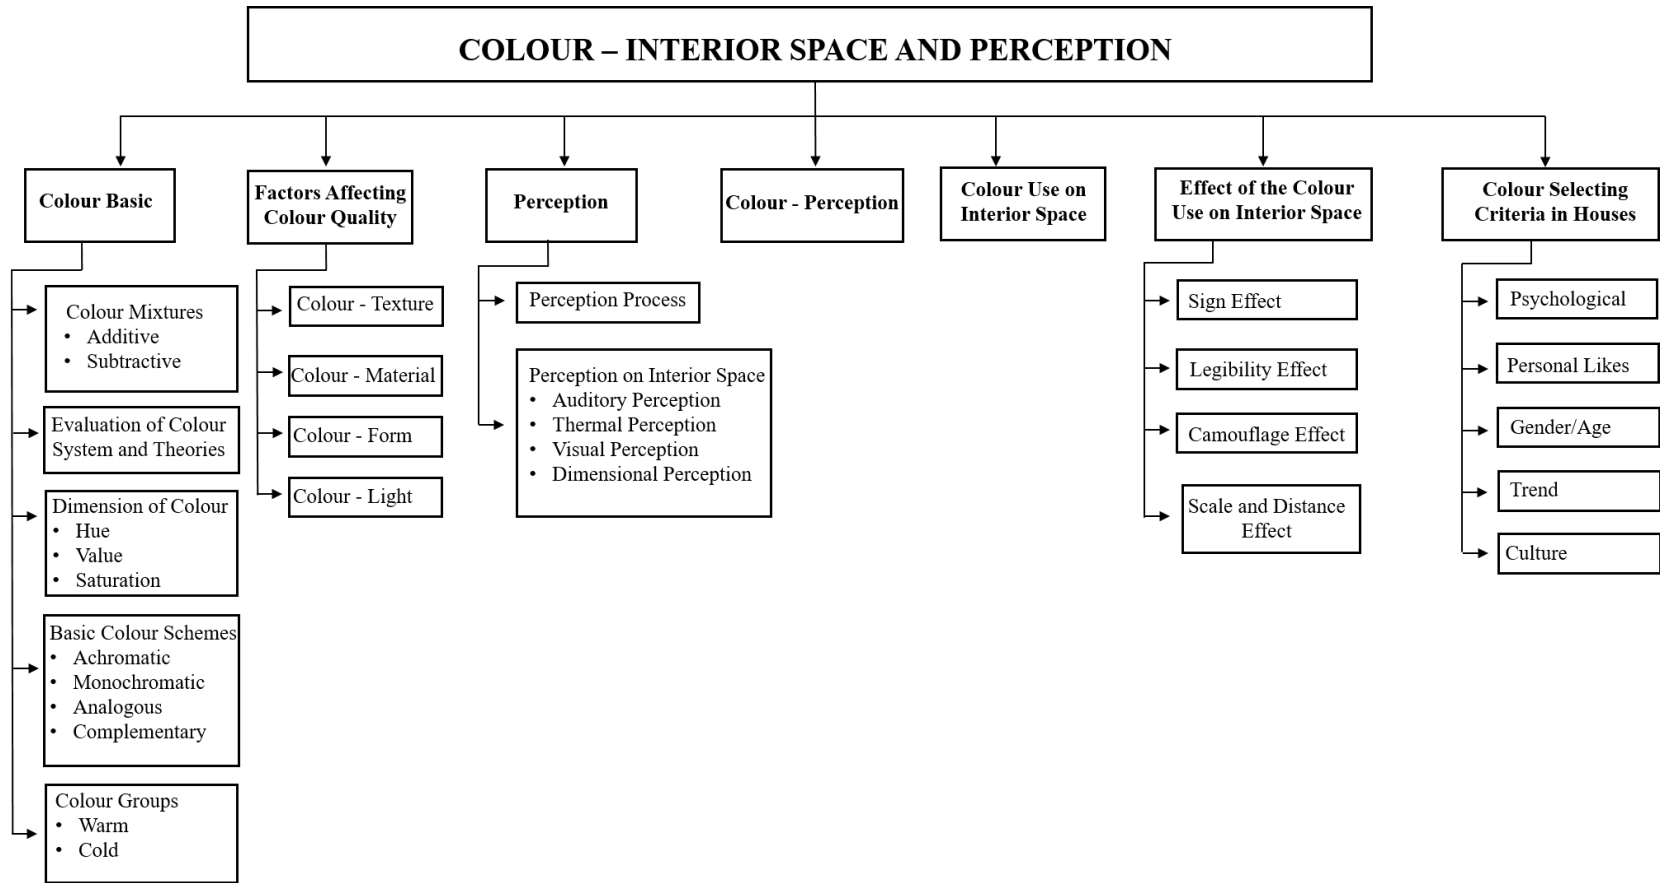 COLOUR – INTERIOR SPACE AND PERCEPTION
Colour Basic
Colour Mixtures
• Additive
• Subtractive
Evaluation of Colour
System and Theories
Dimension of Colour
• Hue
• Value
• Saturation
Basic Colour Schemes
• Achromatic
• Monochromatic
• Analogous
• Complementary
Colour Groups
• Warm
• Cold
Factors Affecting
Colour Quality
Colour - Texture
Colour - Material
Colour - Form
Colour - Light
Perception
Perception Process
Perception on Interior Space
• Auditory Perception
• Thermal Perception
• Visual Perception
• Dimensional Perception
Colour - Perception
Colour Use on
Interior Space
Effect of the Colour
Use on Interior Space
Sign Effect
Legibility Effect
Camouflage Effect
Scale and Distance
Effect
Colour Selecting
Criteria in Houses
Psychological
Personal Likes
Gender/Age
Trend
Culture